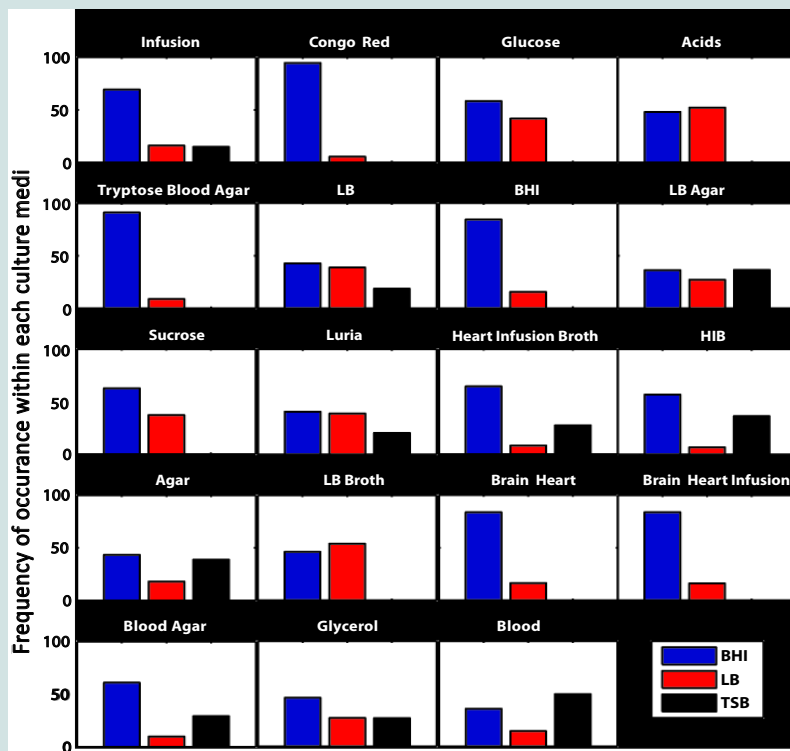 Frequency of occurance within each culture medi
Infusion Congo Red Glucose Acids
100
50
0
Tryptose Blood Agar LB BHI LB Agar
100
50
0
Sucrose Luria Heart Infusion Broth HIB
100
50
0
Agar LB Broth Brain Heart Brain Heart Infusion
100
50
0
Blood Agar Glycerol Blood
100
50
0
BHI
LB
TSB